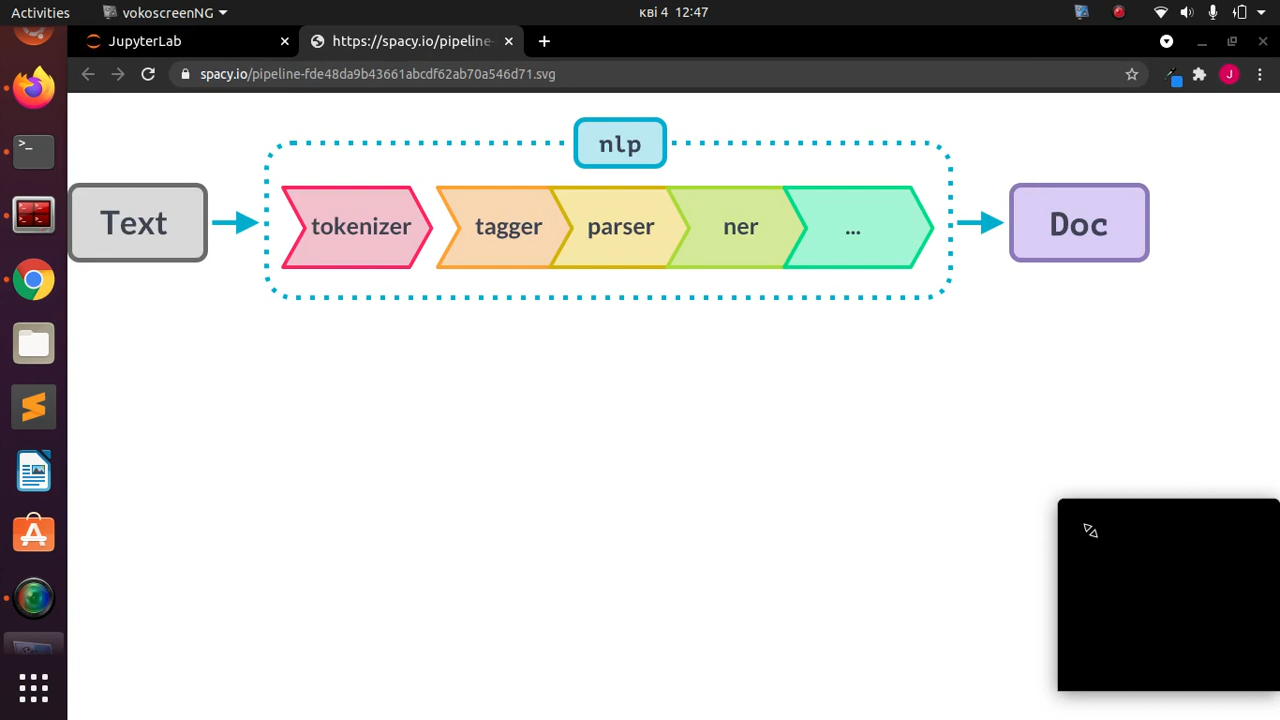 Activities
vokoscreenNG
кві 4 12:47
JupyterLab
https://spacy.io/pipeline-
spacy.io/pipeline-fde48da9b43661abcdf62ab70a546d71.svg
J
nlp
Text
tokenizer
tagger
parser
ner
...
Doc